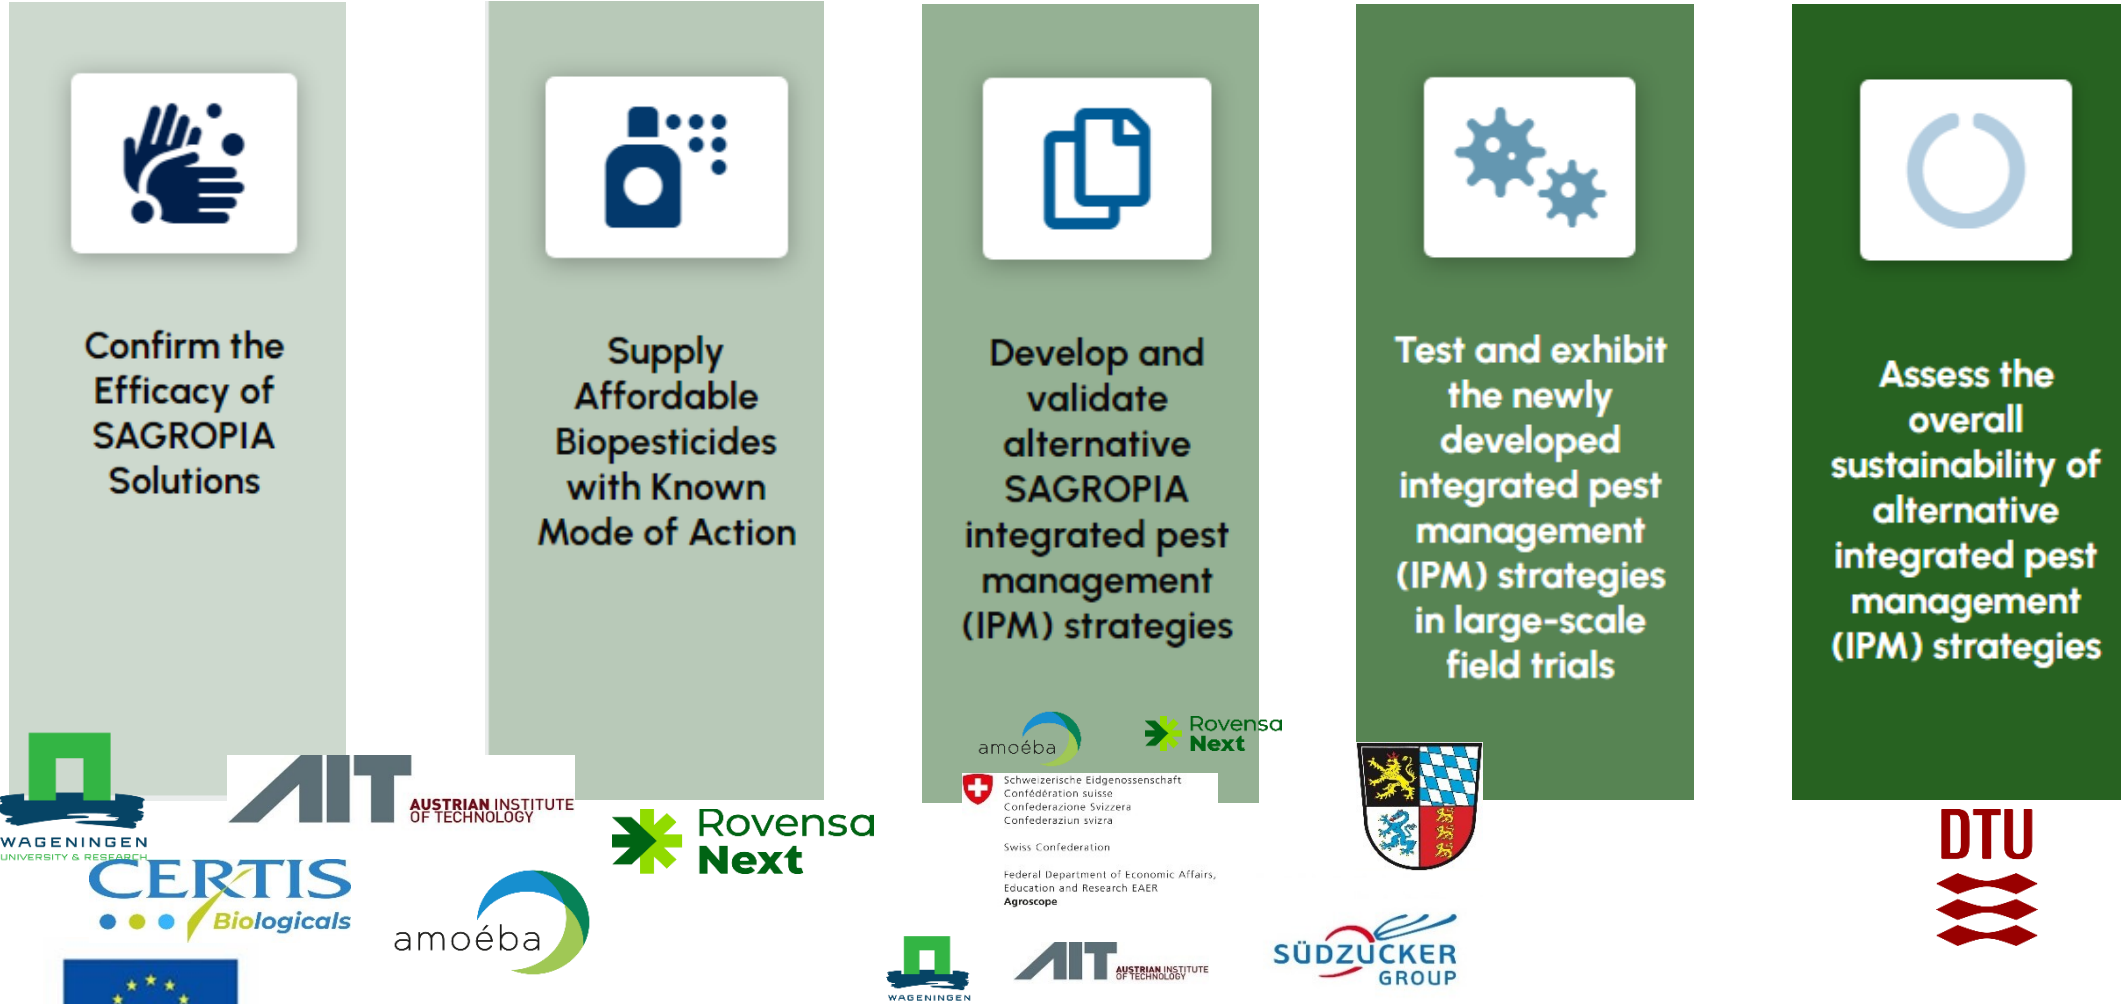 Confirm the
Efficacy of
SAGROPIA
Solutions
Supply
Affordable
Biopesticides
with Known
Mode of Action
Develop and
validate
alternative
SAGROPIA
integrated pest
management
(IPM) strategies
Test and exhibit
the newly
developed
integrated pest
management
(IPM) strategies
in large-scale
field trials
Assess the
overall
sustainability of
alternative
integrated pest
management
(IPM) strategies
WAGENINGEN
UNIVERSITY & RESEARCH
AIT
AUSTRIAN INSTITUTE
OF TECHNOLOGY
CERTIS
Biologicals
amoéba
Rovensa
Next
amoéba
Rovensa
Next
Schweizerische Eidgenossenschaft
Confédération suisse
Confederazione Svizzera
Confederaziun svizra
Swiss Confederation
Federal Department of Economic Affairs,
Education and Research EAER
Agroscope
WAGENINGEN
AIT
AUSTRIAN INSTITUTE
OF TECHNOLOGY
SÜDZUCKER
GROUP
DTU